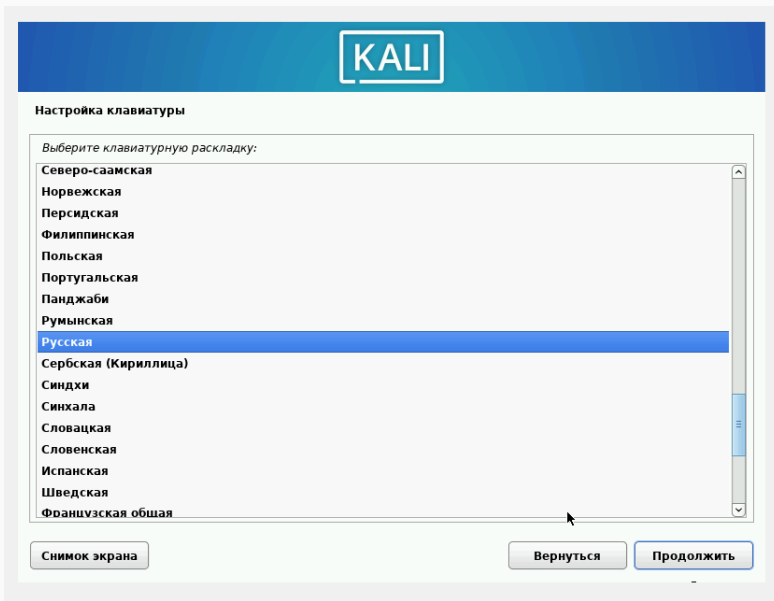 KALI
Настройка клавиатуры
Выберите клавиатурную раскладку:
Северо-саамская
Норвежская
Персидская
Филиппинская
Польская
Португальская
Панджаби
Румынская
Русская
Сербская (Кириллица)
Синдхи
Синхала
Словацкая
Словенская
Испанская
Шведская
Французская общая
Снимок экрана
Вернуться
Продолжить